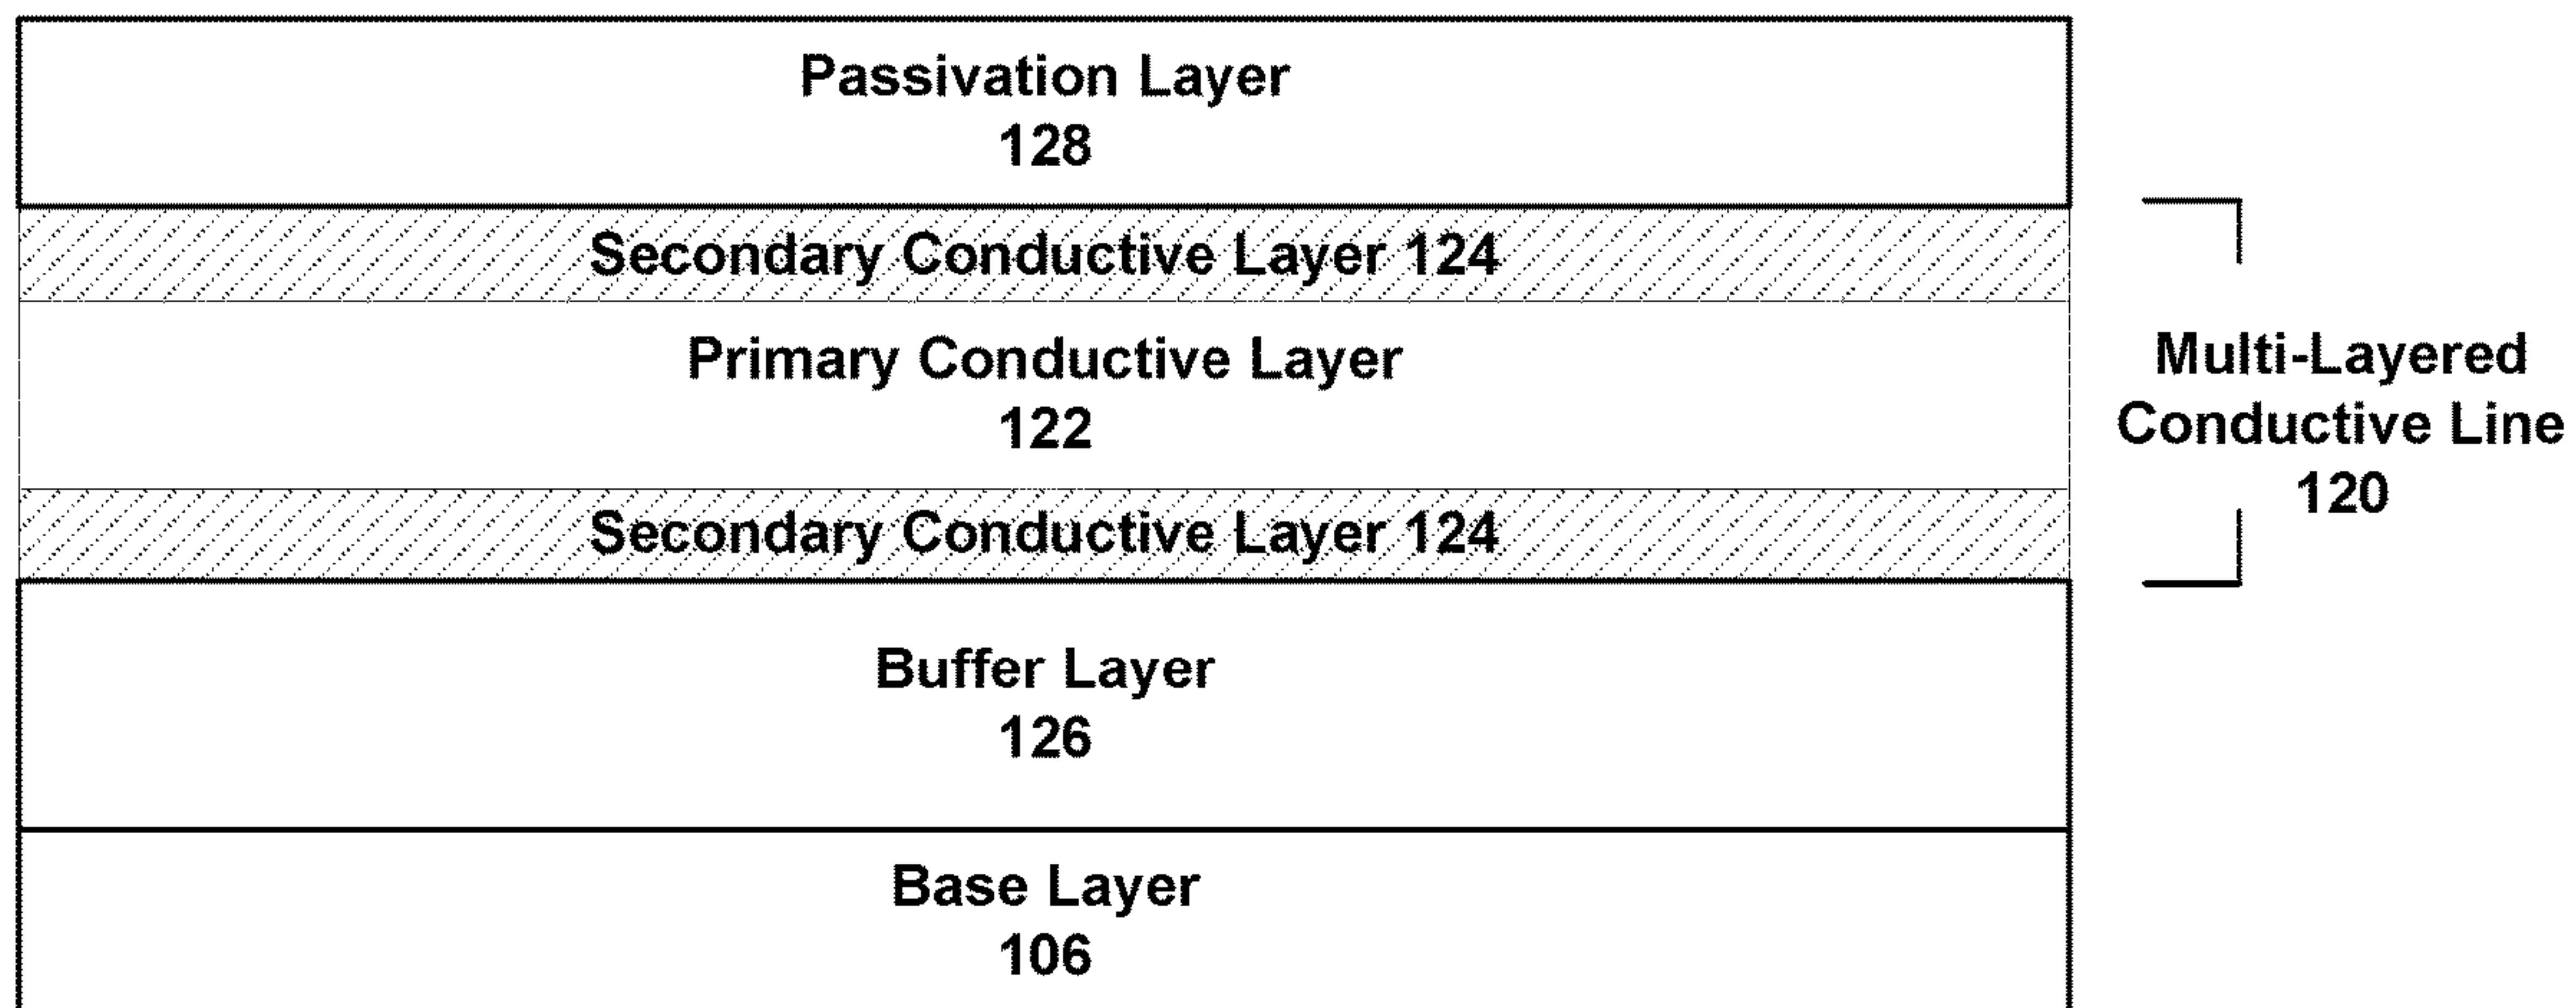 Passivation Layer
128
Secondary Conductive Layer 124
Primary Conductive Layer
122
Secondary Conductive Layer 124
Multi-Layered
Conductive Line
120
Buffer Layer
126
Base Layer
106